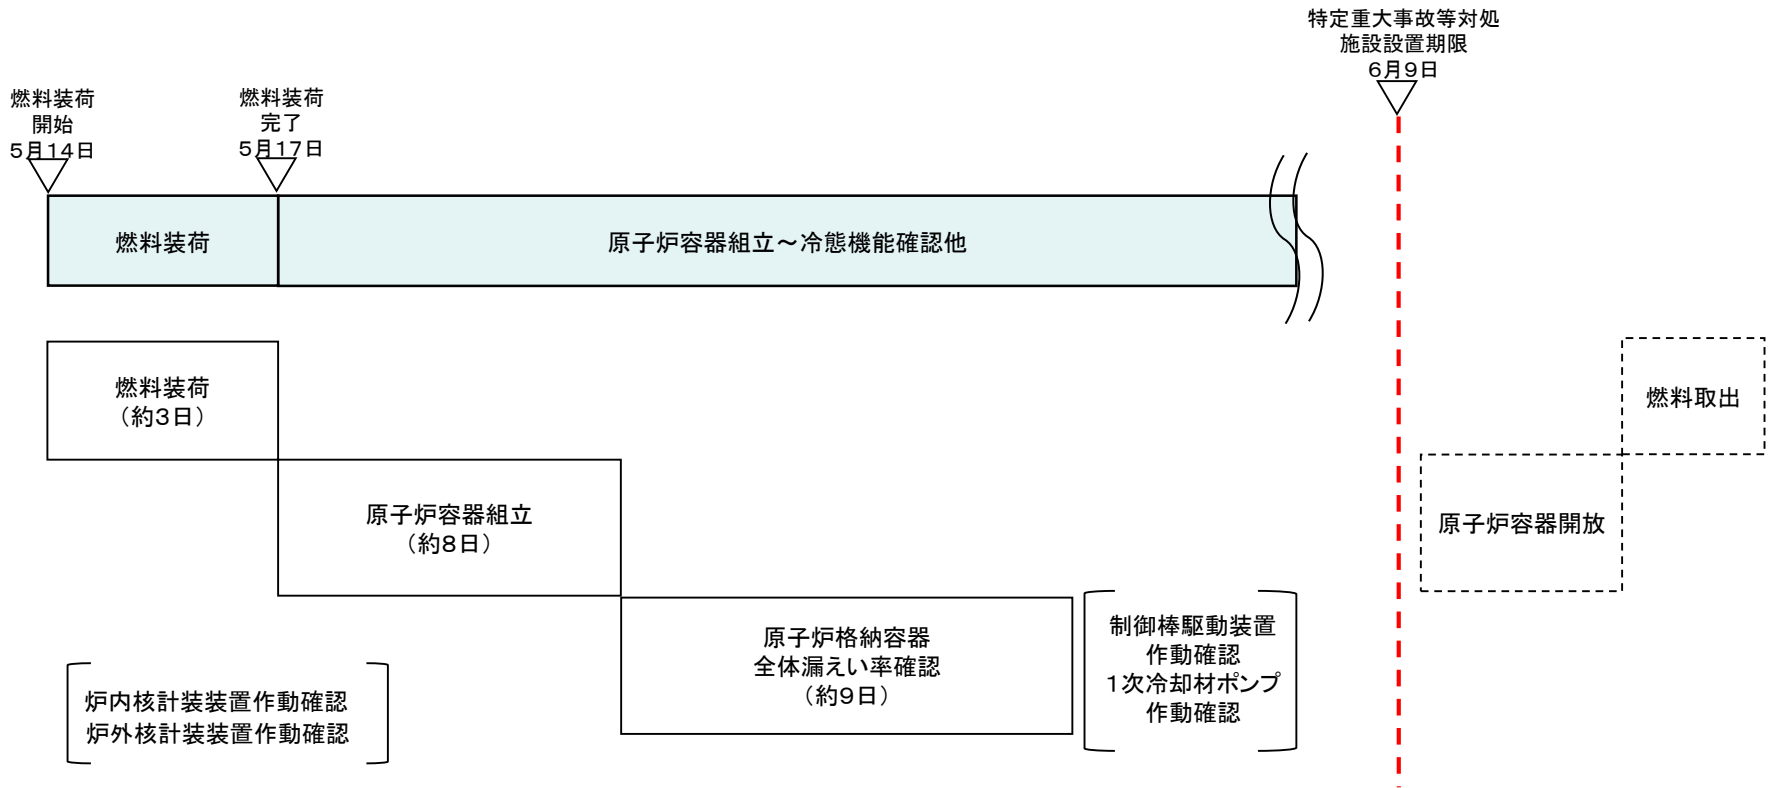 特定重大事故等対処
施設設置期限
6月9日
燃料装荷
開始
5月14日
燃料装荷
完了
5月17日
燃料装荷
原子炉容器組立～冷態機能確認他
燃料装荷
（約3日）
燃料取出
原子炉容器組立
（約8日）
原子炉容器開放
原子炉格納容器
全体漏えい率確認
（約9日）
制御棒駆動装置
作動確認
1次冷却材ポンプ
作動確認
炉内核計装装置作動確認
炉外核計装装置作動確認